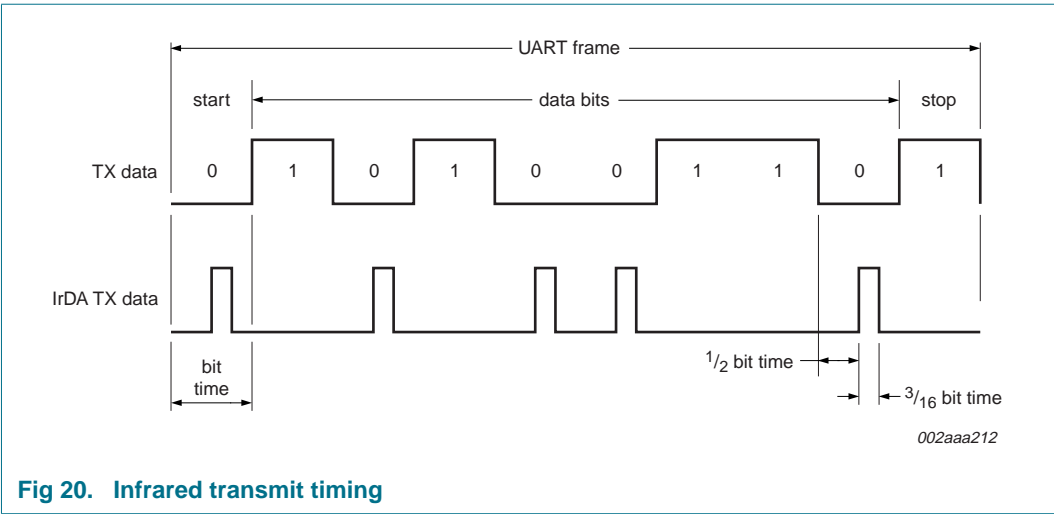 UART frame
start
data bits
stop
TX data
0 1 0 1 0 0 1 1 0 1
IrDA TX data
bit
time
1/2 bit time
3/16 bit time
002aaa212
Fig 20. Infrared transmit timing